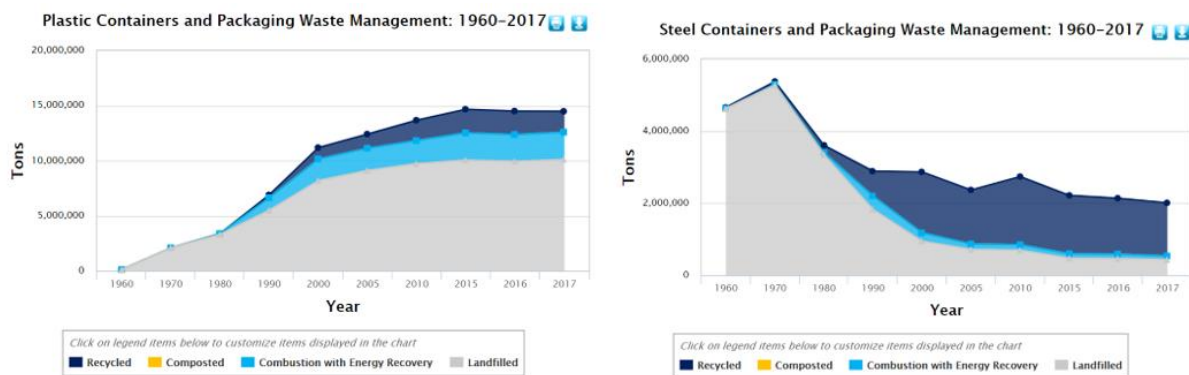 Plastic Containers and Packaging Waste Management: 1960-2017
20,000,000
15,000,000
10,000,000
5,000,000
0
Tons
1960 1970 1980 1990 2000 2005 2010 2015 2016 2017
Year
Click on legend items below to customize items displayed in the chart
Recycled Composted Combustion with Energy Recovery Landfilled
Steel Containers and Packaging Waste Management: 1960-2017
6,000,000
4,000,000
2,000,000
0
Tons
1960 1970 1980 1990 2000 2005 2010 2015 2016 2017
Year
Click on legend items below to customize items displayed in the chart
Recycled Composted Combustion with Energy Recovery Landfilled